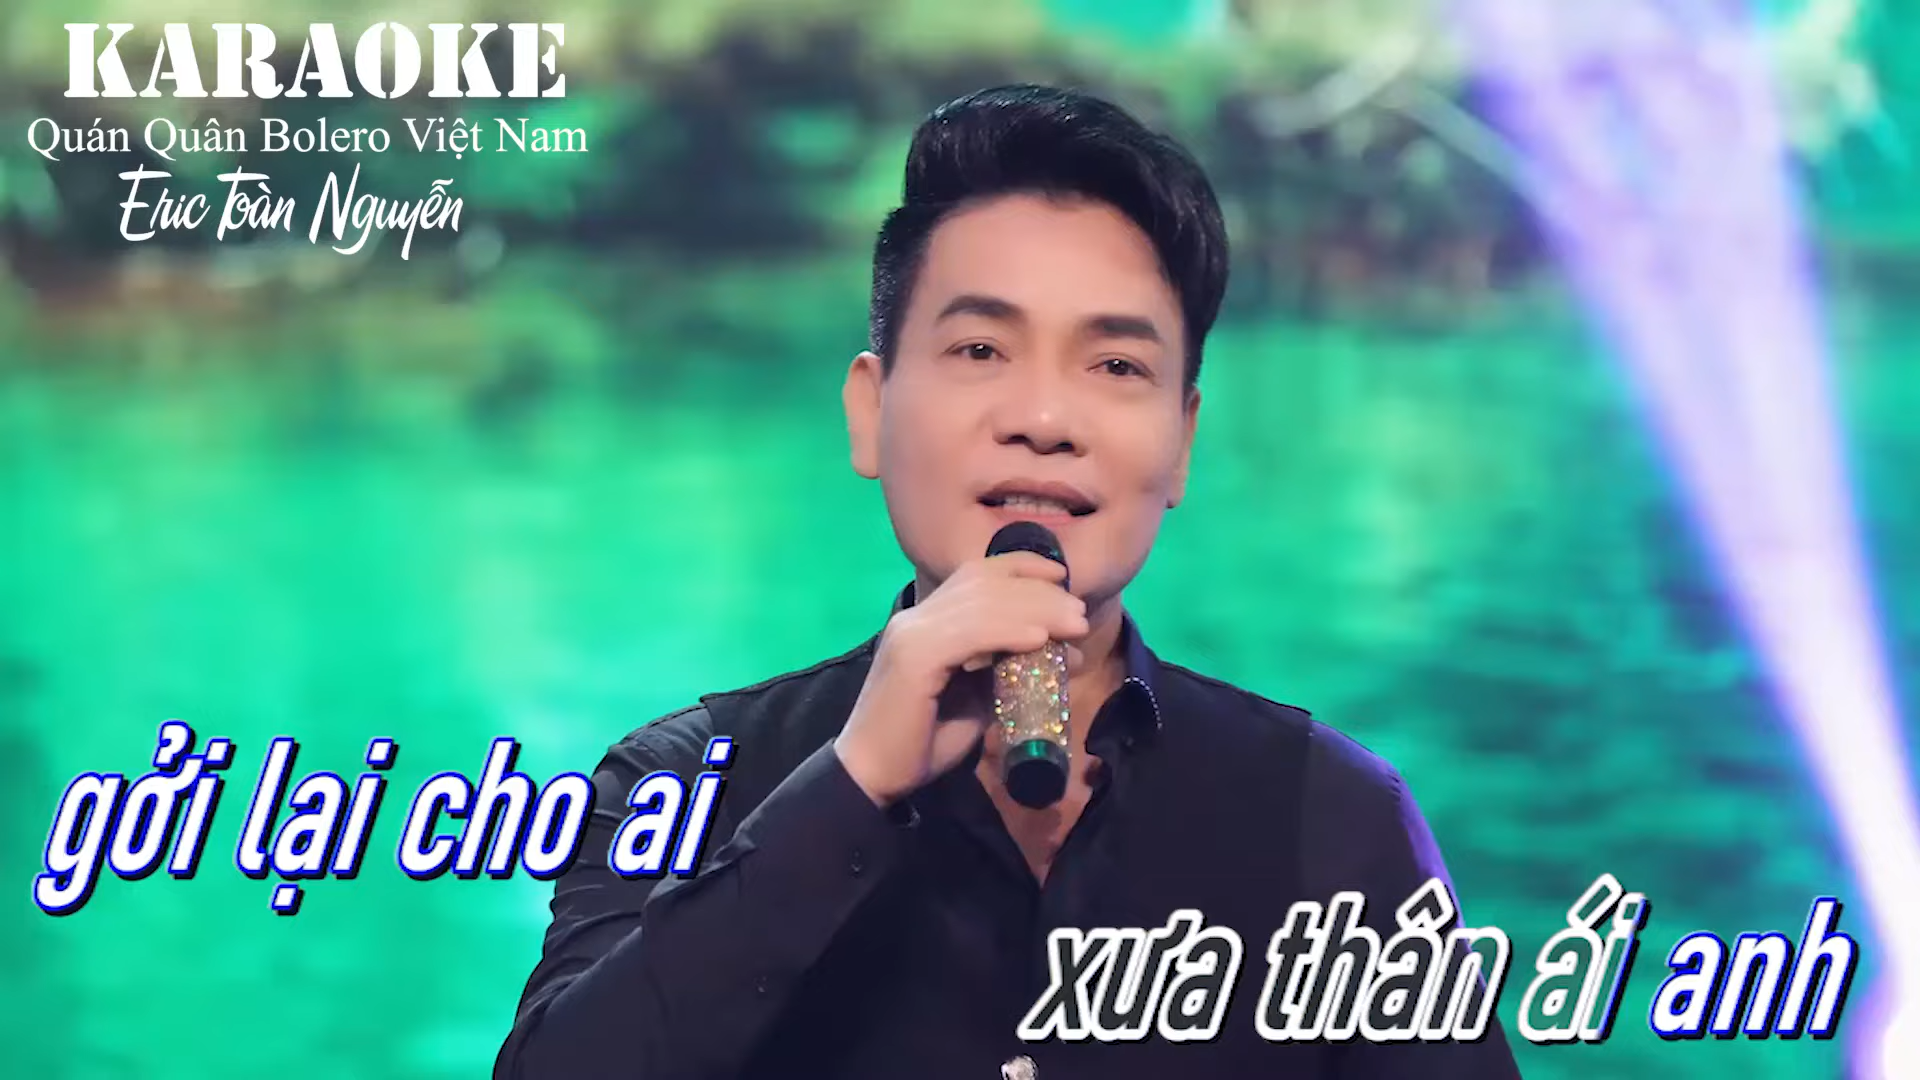 KARAOKE
Quán Quân Bolero Việt Nam
Eric Toàn Nguyễn
gởi lại cho ai
xưa thân ái anh